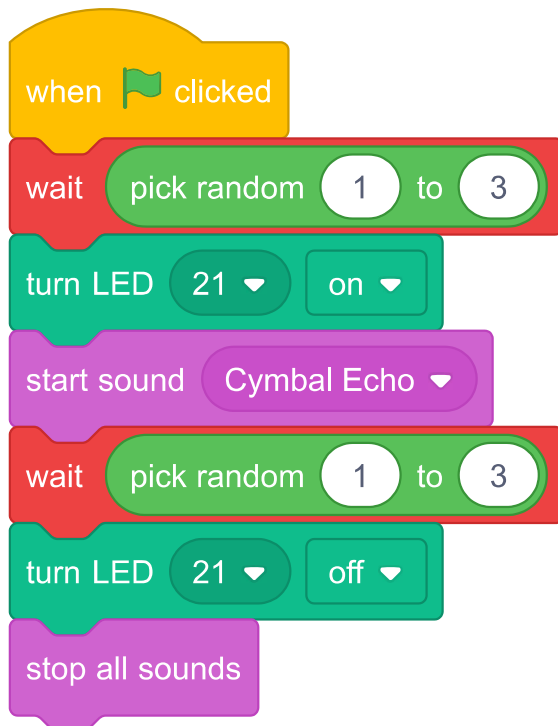 when clicked
wait pick random 1 to 3
turn LED 21 on
start sound Cymbal Echo
wait pick random 1 to 3
turn LED 21 off
stop all sounds